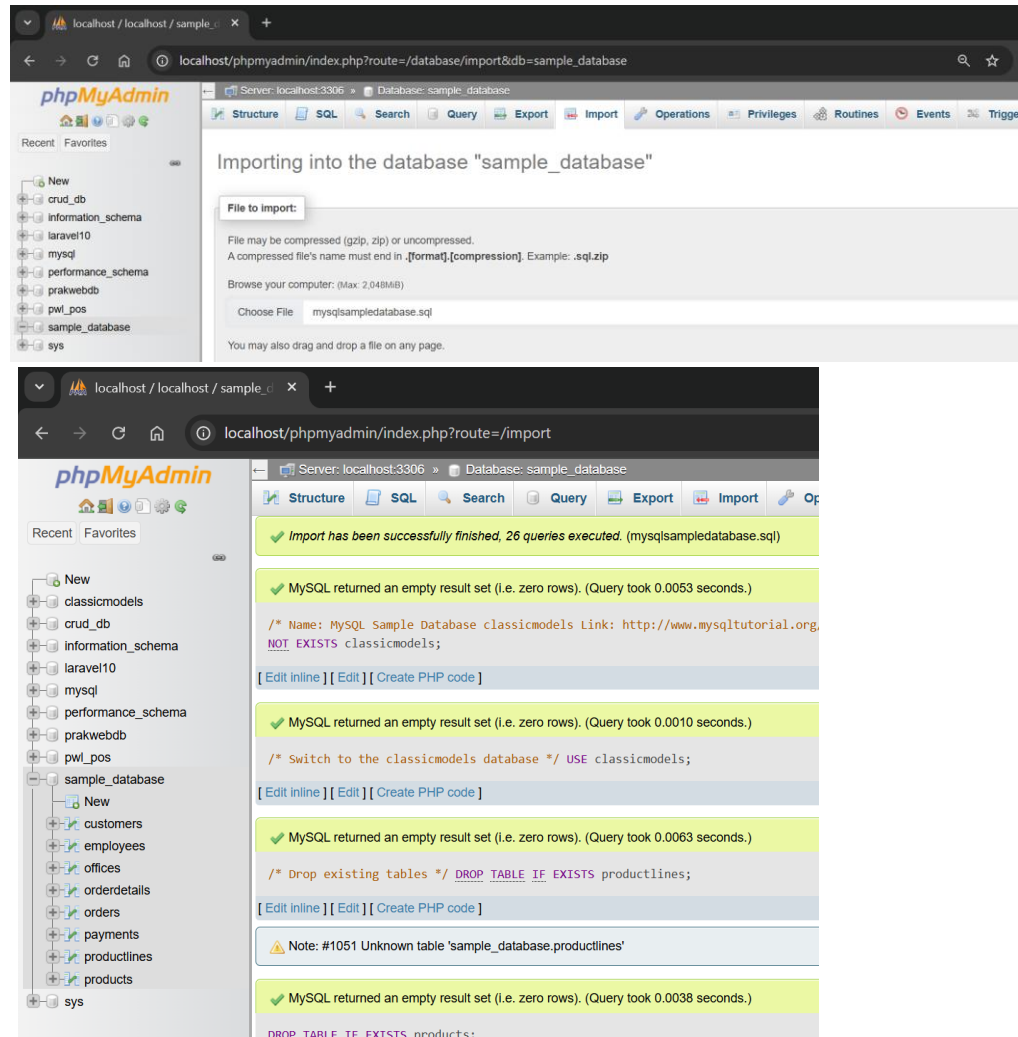 localhost / localhost / sample_d
localhost/phpmyadmin/index.php?route=/database/import&db=sample_database
phpMyAdmin
Recent Favorites
New
crud_db
information_schema
laravel10
mysql
performance_schema
prakwebdb
pwl_pos
sample_database
sys
Server: localhost:3306 » Database: sample_database
Structure SQL Search Query Export Import Operations Privileges Routines Events Trigge
Importing into the database "sample_database"
File to import:
File may be compressed (gzip, zip) or uncompressed.
A compressed file's name must end in .[format].[compression]. Example: .sql.zip
Browse your computer: (Max: 2,048MiB)
Choose File mysqlsampledatabase.sql
You may also drag and drop a file on any page.
localhost / localhost / sample_d
localhost/phpmyadmin/index.php?route=/import
phpMyAdmin
Recent Favorites
New
classicmodels
crud_db
information_schema
laravel10
mysql
performance_schema
prakwebdb
pwl_pos
sample_database
New
customers
employees
offices
orderdetails
orders
payments
productlines
products
sys
Server: localhost:3306 » Database: sample_database
Structure SQL Search Query Export Import Op
Import has been successfully finished, 26 queries executed. (mysqlsampledatabase.sql)
MySQL returned an empty result set (i.e. zero rows). (Query took 0.0053 seconds.)
/* Name: MySQL Sample Database classicmodels Link: http://www.mysqltutorial.org/
NOT EXISTS classicmodels;
[ Edit inline ] [ Edit ] [ Create PHP code ]
MySQL returned an empty result set (i.e. zero rows). (Query took 0.0010 seconds.)
/* Switch to the classicmodels database */ USE classicmodels;
[ Edit inline ] [ Edit ] [ Create PHP code ]
MySQL returned an empty result set (i.e. zero rows). (Query took 0.0063 seconds.)
/* Drop existing tables */ DROP TABLE IF EXISTS productlines;
[ Edit inline ] [ Edit ] [ Create PHP code ]
Note: #1051 Unknown table 'sample_database.productlines'
MySQL returned an empty result set (i.e. zero rows). (Query took 0.0038 seconds.)
DROP TABLE IF EXISTS products;